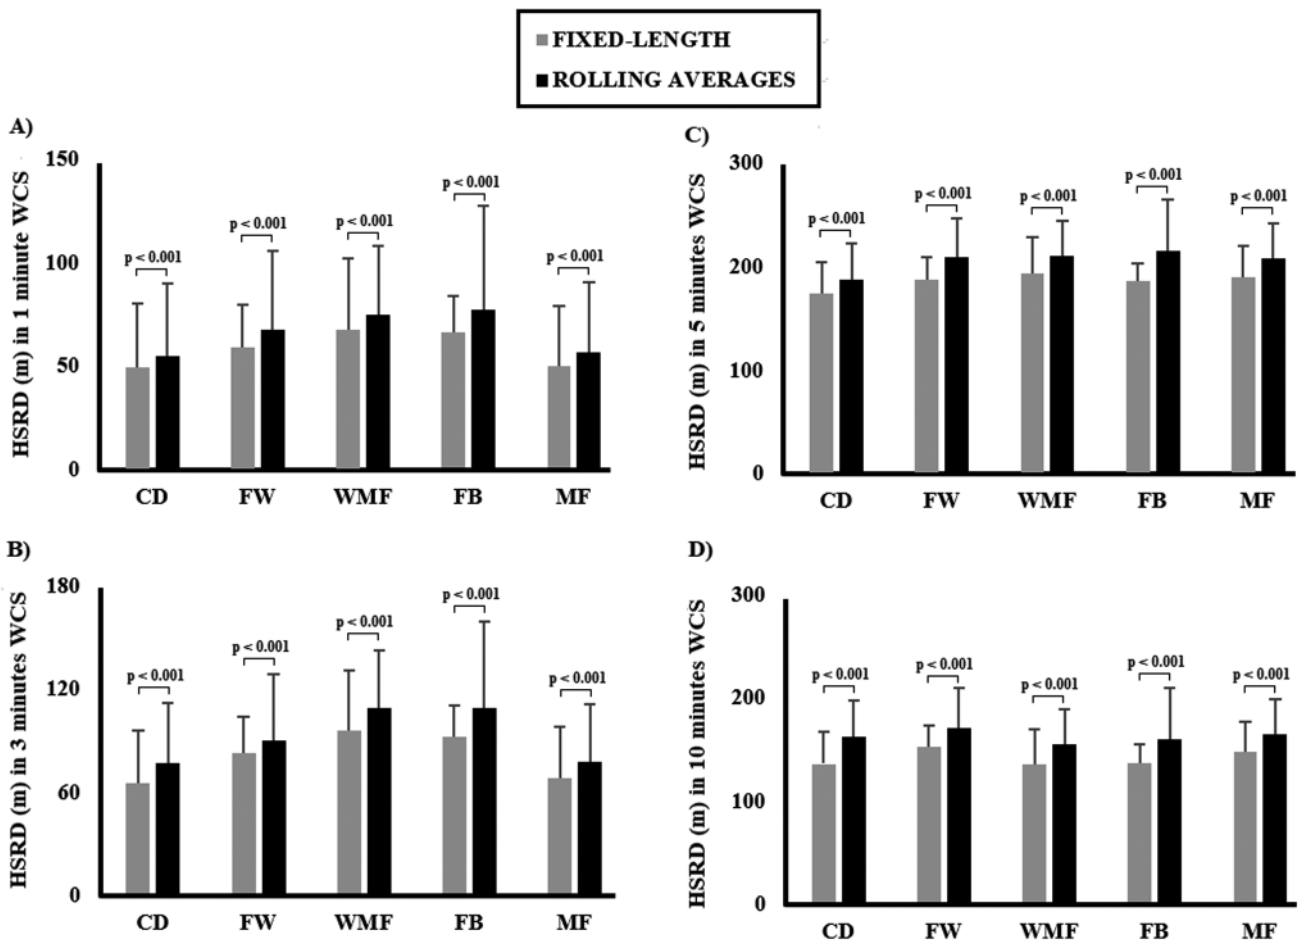 FIXED-LENGTH
ROLLING AVERAGES
A)
HSRD (m) in 1 minute WCS
150
100
50
0
p < 0.001
p < 0.001
p < 0.001
p < 0.001
p < 0.001
CD FW WMF FB MF
B)
HSRD (m) in 3 minutes WCS
180
120
60
0
p < 0.001
p < 0.001
p < 0.001
p < 0.001
p < 0.001
CD FW WMF FB MF
C)
HSRD (m) in 5 minutes WCS
300
200
100
0
p < 0.001
p < 0.001
p < 0.001
p < 0.001
p < 0.001
CD FW WMF FB MF
D)
HSRD (m) in 10 minutes WCS
300
200
100
0
p < 0.001
p < 0.001
p < 0.001
p < 0.001
p < 0.001
CD FW WMF FB MF